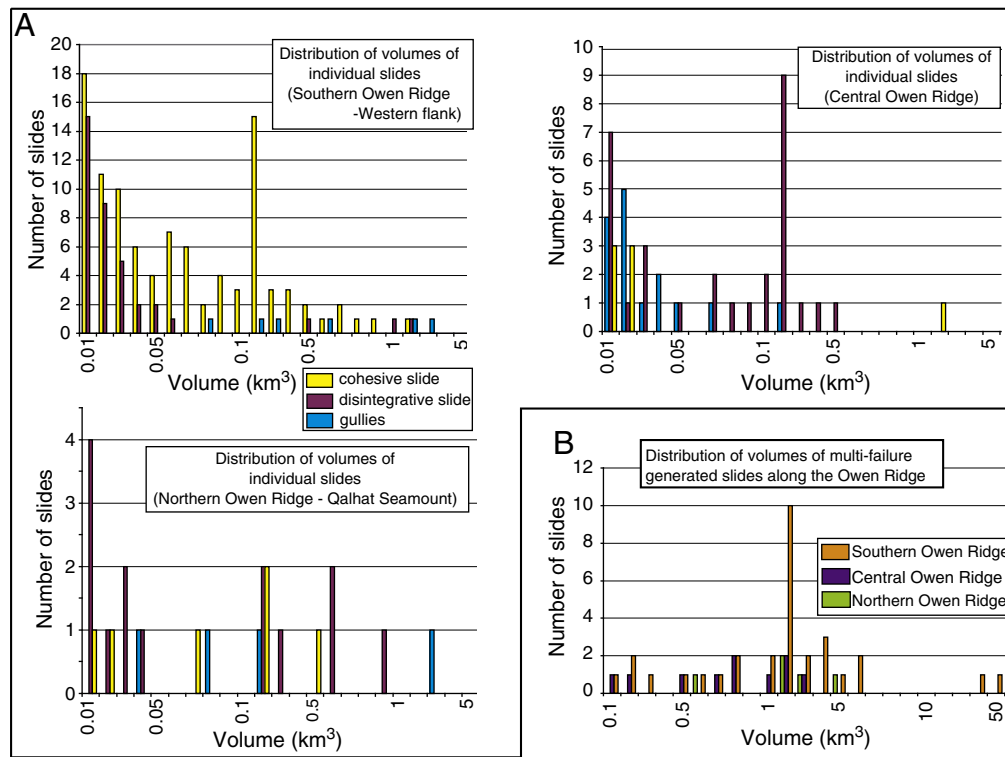 A
20
18
16
14
12
10
8
6
4
2
0
Number of slides
Distribution of volumes of
individual slides
(Southern Owen Ridge
-Western flank)
0.01
0.05
0.1
0.5
1
5
Volume (km³)
10
9
8
7
6
5
4
3
2
1
0
Number of slides
Distribution of volumes of
individual slides
(Central Owen Ridge)
0.01
0.05
0.1
0.5
1
5
Volume (km³)
cohesive slide
disintegrative slide
gullies
4
3
2
1
0
Number of slides
Distribution of volumes of
individual slides
(Northern Owen Ridge - Qalhat Seamount)
0.01
0.05
0.1
0.5
1
5
Volume (km³)
B
12
10
8
6
4
2
0
Number of slides
Distribution of volumes of multi-failure
generated slides along the Owen Ridge
Southern Owen Ridge
Central Owen Ridge
Northern Owen Ridge
0.1
0.5
1
5
10
50
Volume (km³)